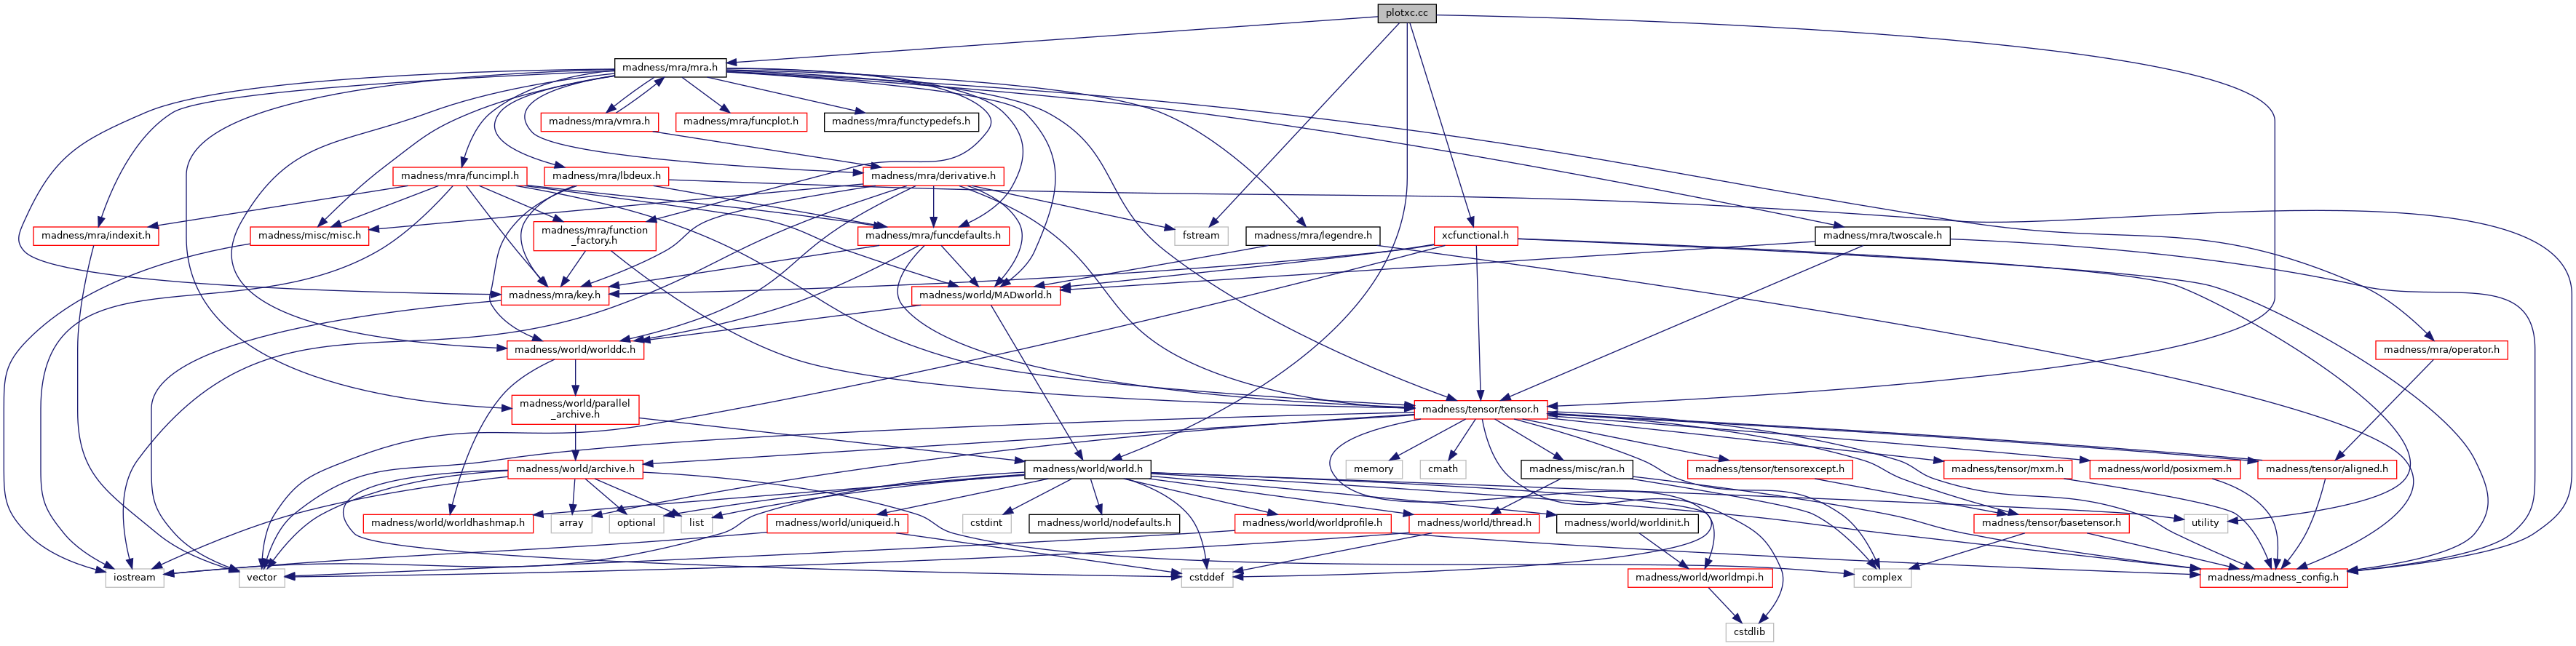 plotxc.cc
madness/mra/mra.h
madness/mra/vmra.h
madness/mra/funcplot.h
madness/mra/functypedefs.h
madness/mra/funcimpl.h
madness/mra/lbdeux.h
madness/mra/derivative.h
madness/mra/indexit.h
madness/misc/misc.h
madness/mra/function
_factory.h
madness/mra/funcdefaults.h
fstream
madness/mra/legendre.h
xcfunctional.h
madness/mra/twoscale.h
madness/mra/key.h
madness/world/MADworld.h
madness/world/worlddc.h
madness/mra/operator.h
madness/world/parallel
_archive.h
madness/tensor/tensor.h
madness/world/archive.h
madness/world/world.h
memory
cmath
madness/misc/ran.h
madness/tensor/tensorexcept.h
madness/tensor/mxm.h
madness/world/posixmem.h
madness/tensor/aligned.h
madness/world/worldhashmap.h
array
optional
list
madness/world/uniqueid.h
cstdint
madness/world/nodefaults.h
madness/world/worldprofile.h
madness/world/thread.h
madness/world/worldinit.h
madness/tensor/basetensor.h
utility
iostream
vector
cstddef
madness/world/worldmpi.h
complex
madness/madness_config.h
cstdlib